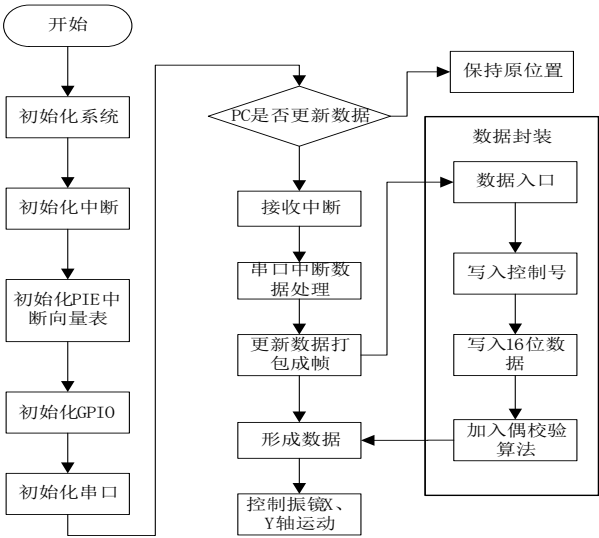 开始
初始化系统
初始化中断
初始化PIE中
断向量表
初始化GPIO
初始化串口
PC是否更新数据
保持原位置
接收中断
串口中断数
据处理
更新数据打
包成帧
形成数据
控制振镜X、
Y轴运动
数据封装
数据入口
写入控制号
写入16位数
据
加入偶校验
算法